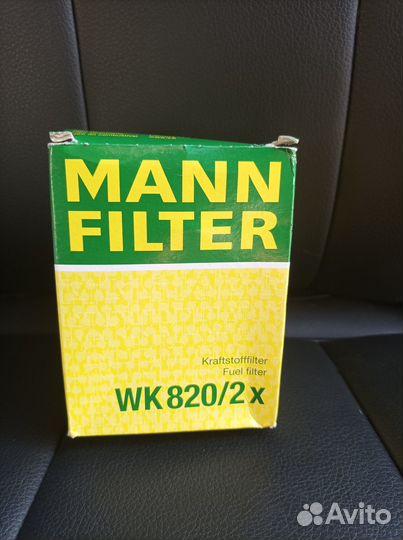 MANN
FILTER
Kraftstofffilter
Fuel filter
WK 820/2 x
Avito